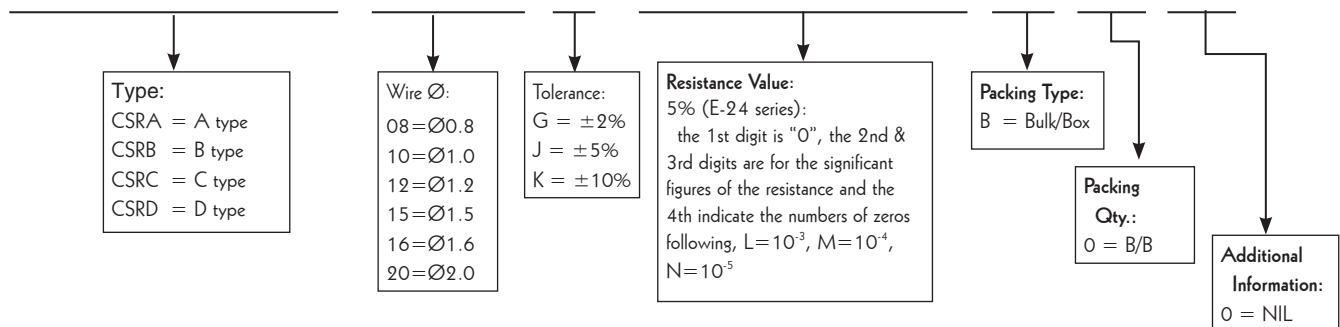 Type:
CSRA = A type
CSRB = B type
CSRC = C type
CSRD = D type
Wire Ø:
08=Ø0.8
10=Ø1.0
12=Ø1.2
15=Ø1.5
16=Ø1.6
20=Ø2.0
Tolerance:
G = ±2%
J = ±5%
K = ±10%
Resistance Value:
5% (E-24 series):
the 1st digit is “0”, the 2nd &
3rd digits are for the significant
figures of the resistance and the
4th indicate the numbers of zeros
following, L=10⁻³, M=10⁻⁴,
N=10⁻⁵
Packing Type:
B = Bulk/Box
Packing
Qty.:
0 = B/B
Additional
Information:
0 = NIL